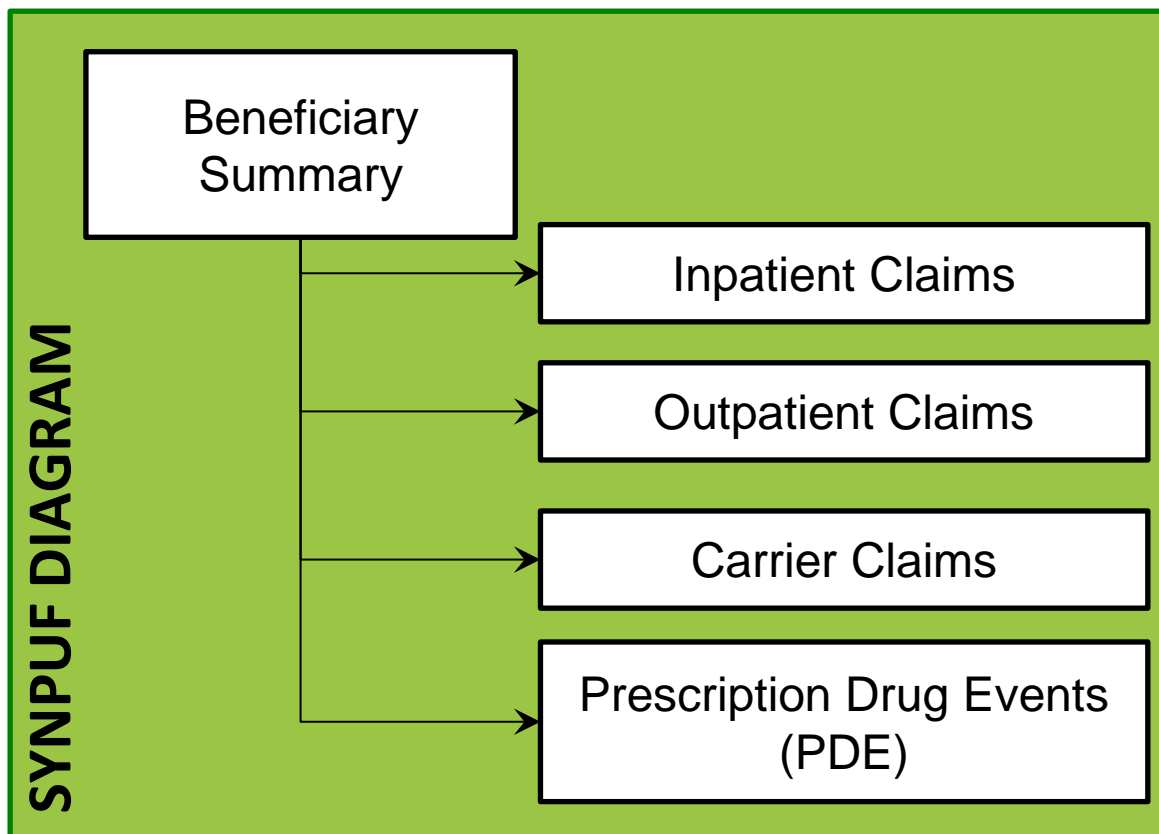 Beneficiary
Summary
Inpatient Claims
Outpatient Claims
Carrier Claims
Prescription Drug Events
(PDE)
SYNPUF DIAGRAM